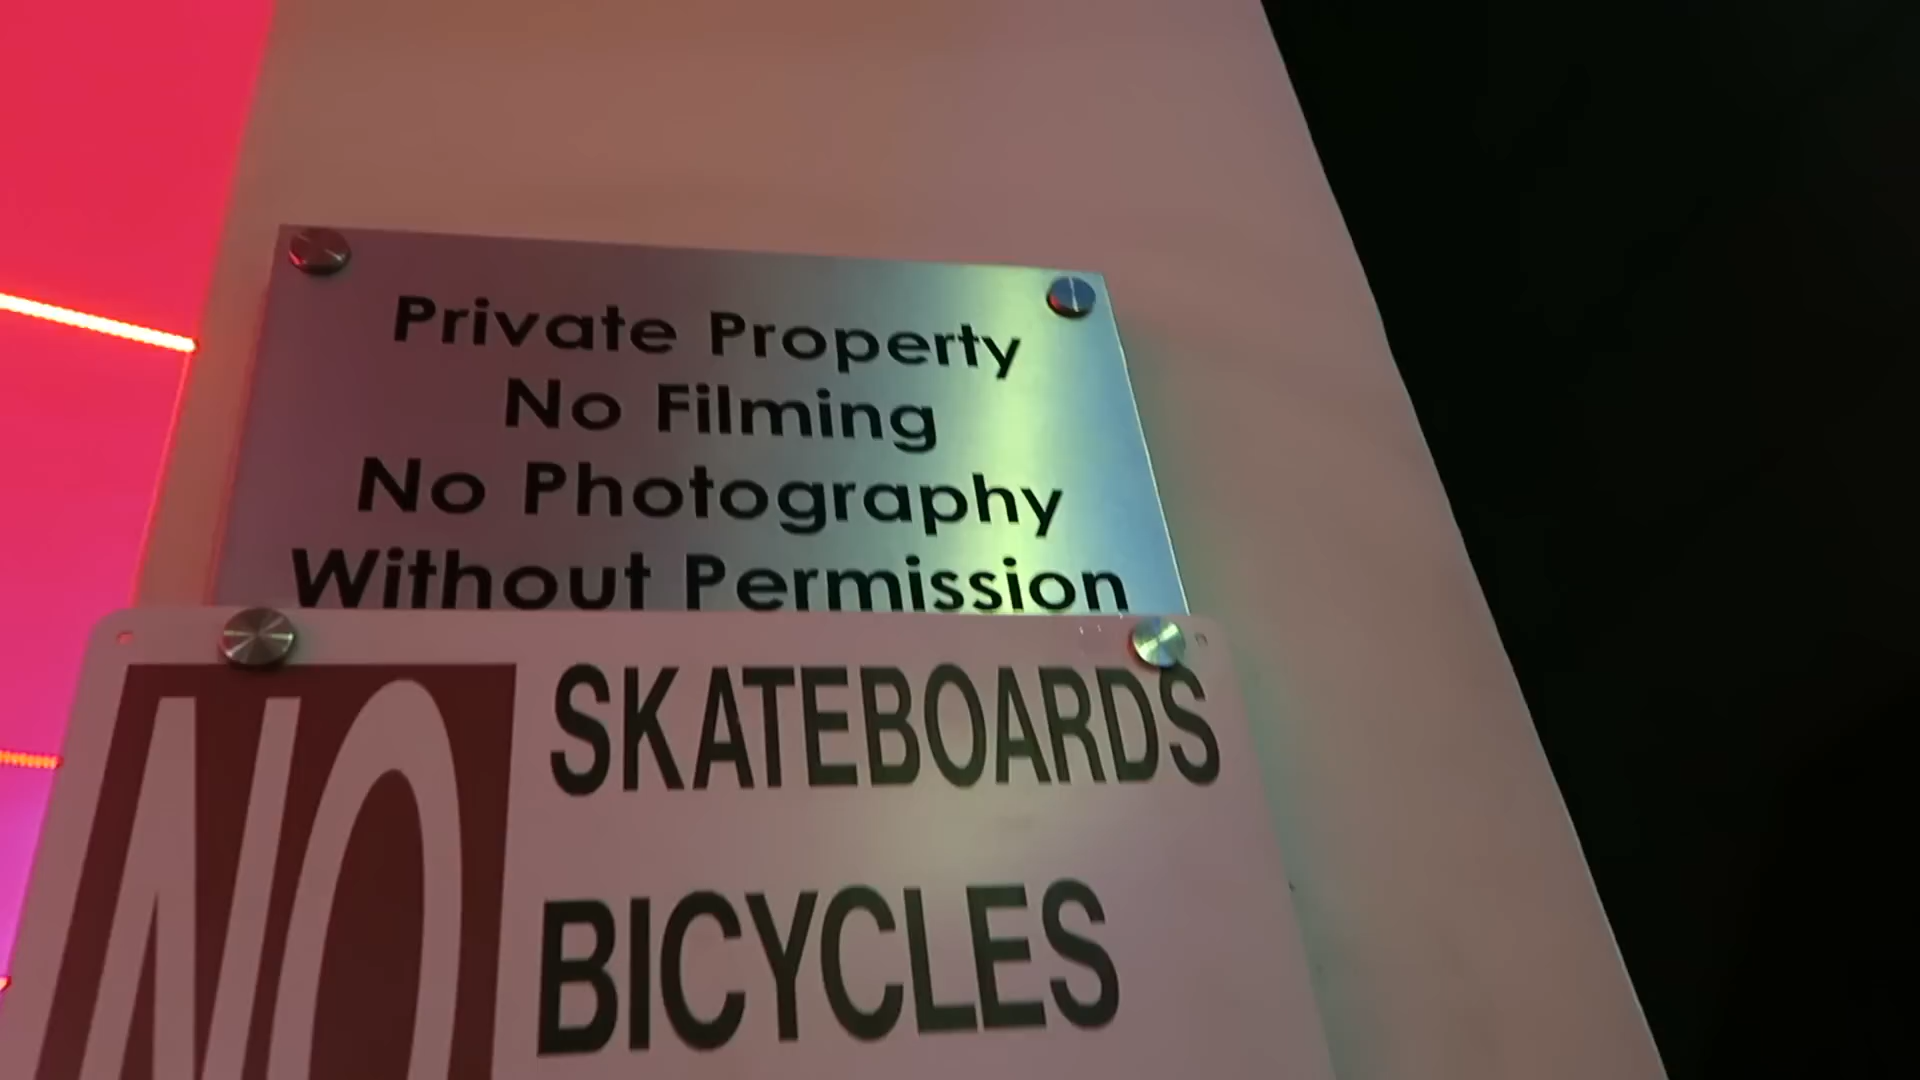 Private Property
No Filming
No Photography
Without Permission
NO
SKATEBOARDS
BICYCLES